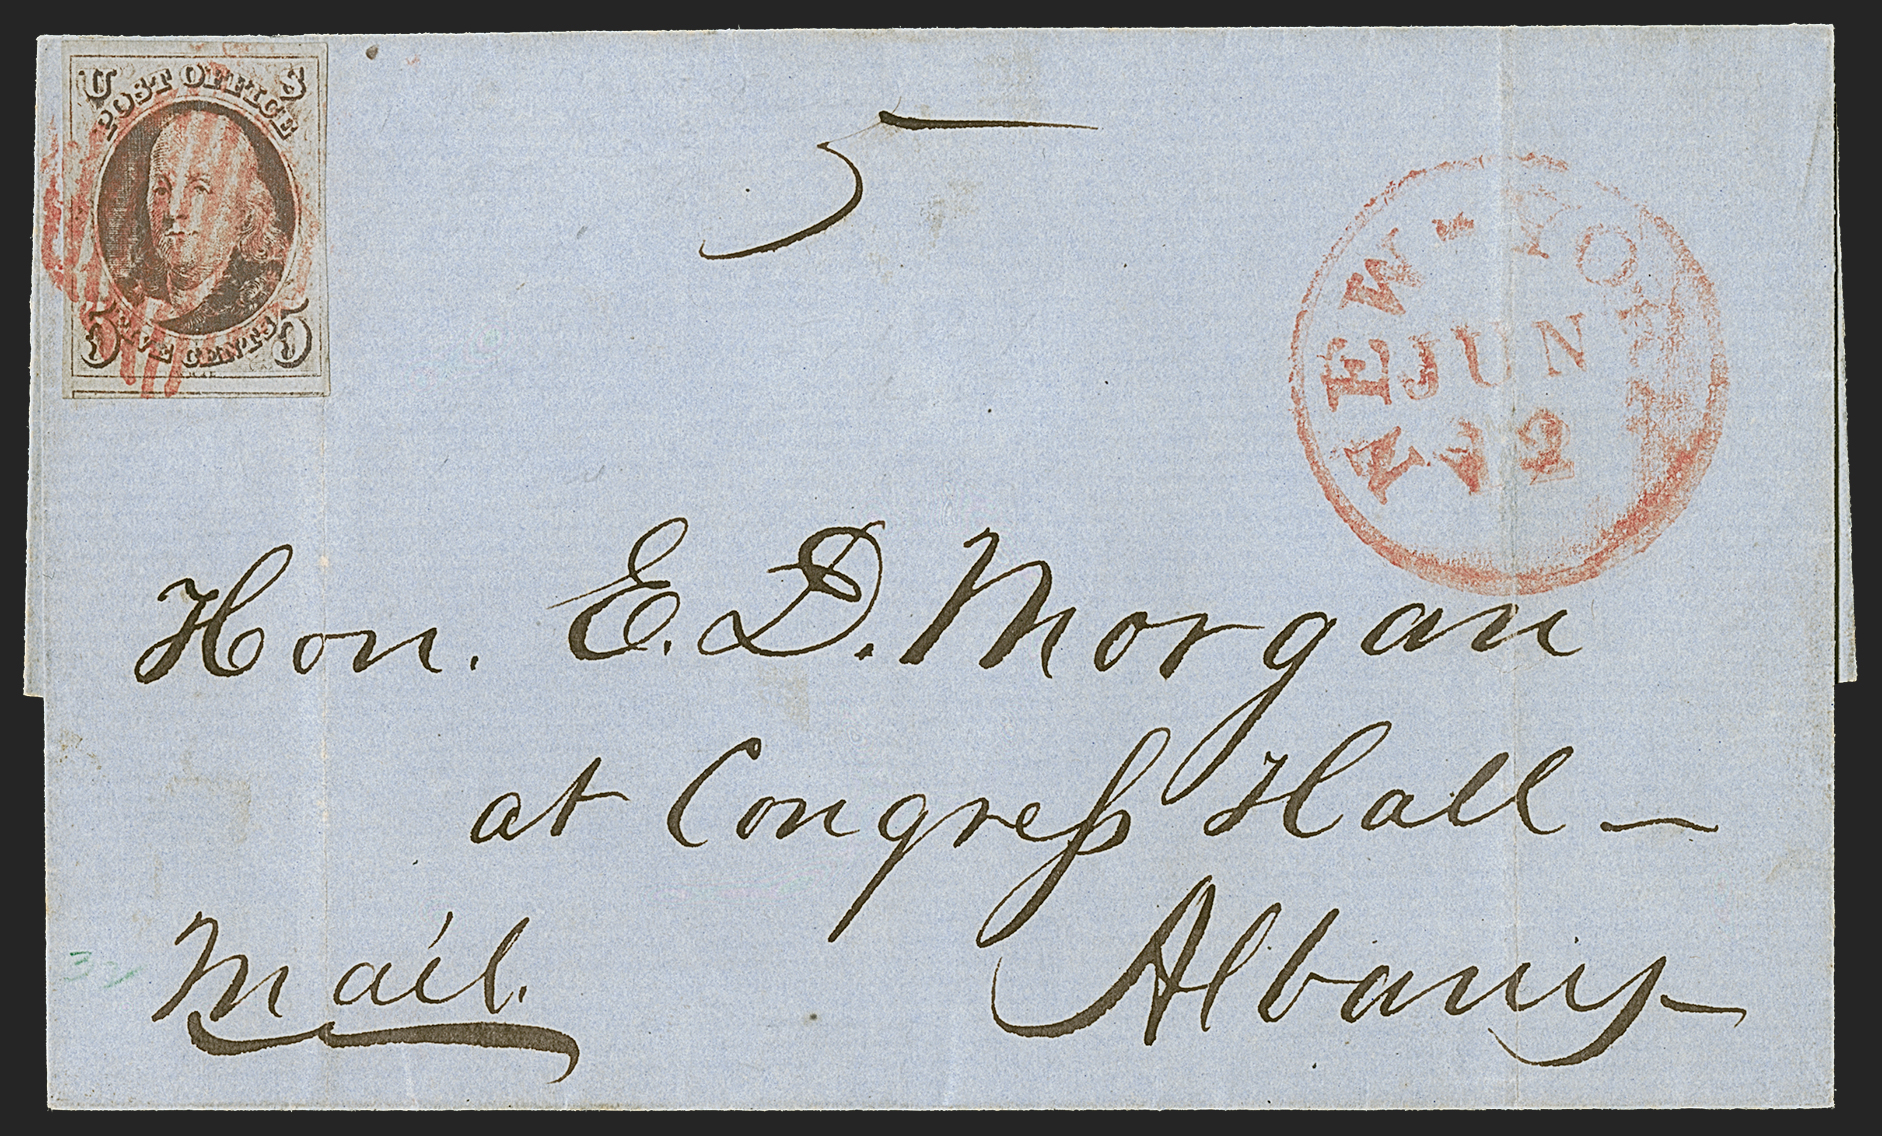 U S
POST OFFICE
5 FIVE CENTS 5
5
NEW-YORK
JUN
12
Hon. E. D. Morgan
at Congreſs Hall —
Albany
Mail.